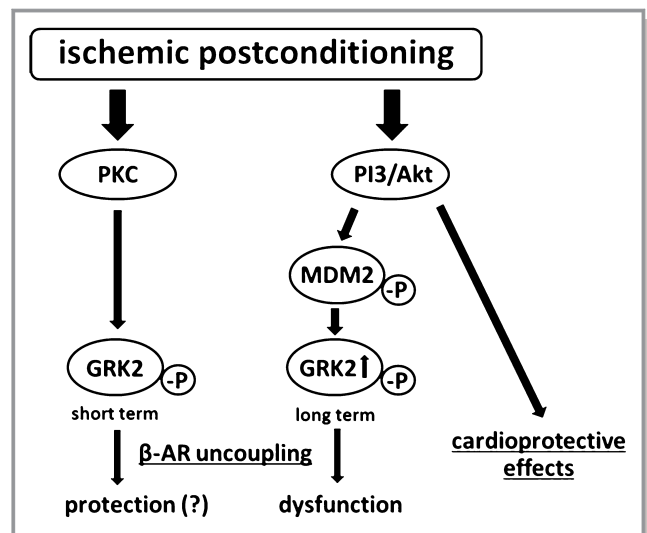 ischemic postconditioning
PKC
PI3/Akt
MDM2
-P
GRK2
-P
GRK2↑
-P
short term
long term
β-AR uncoupling
cardioprotective
effects
protection (?)
dysfunction